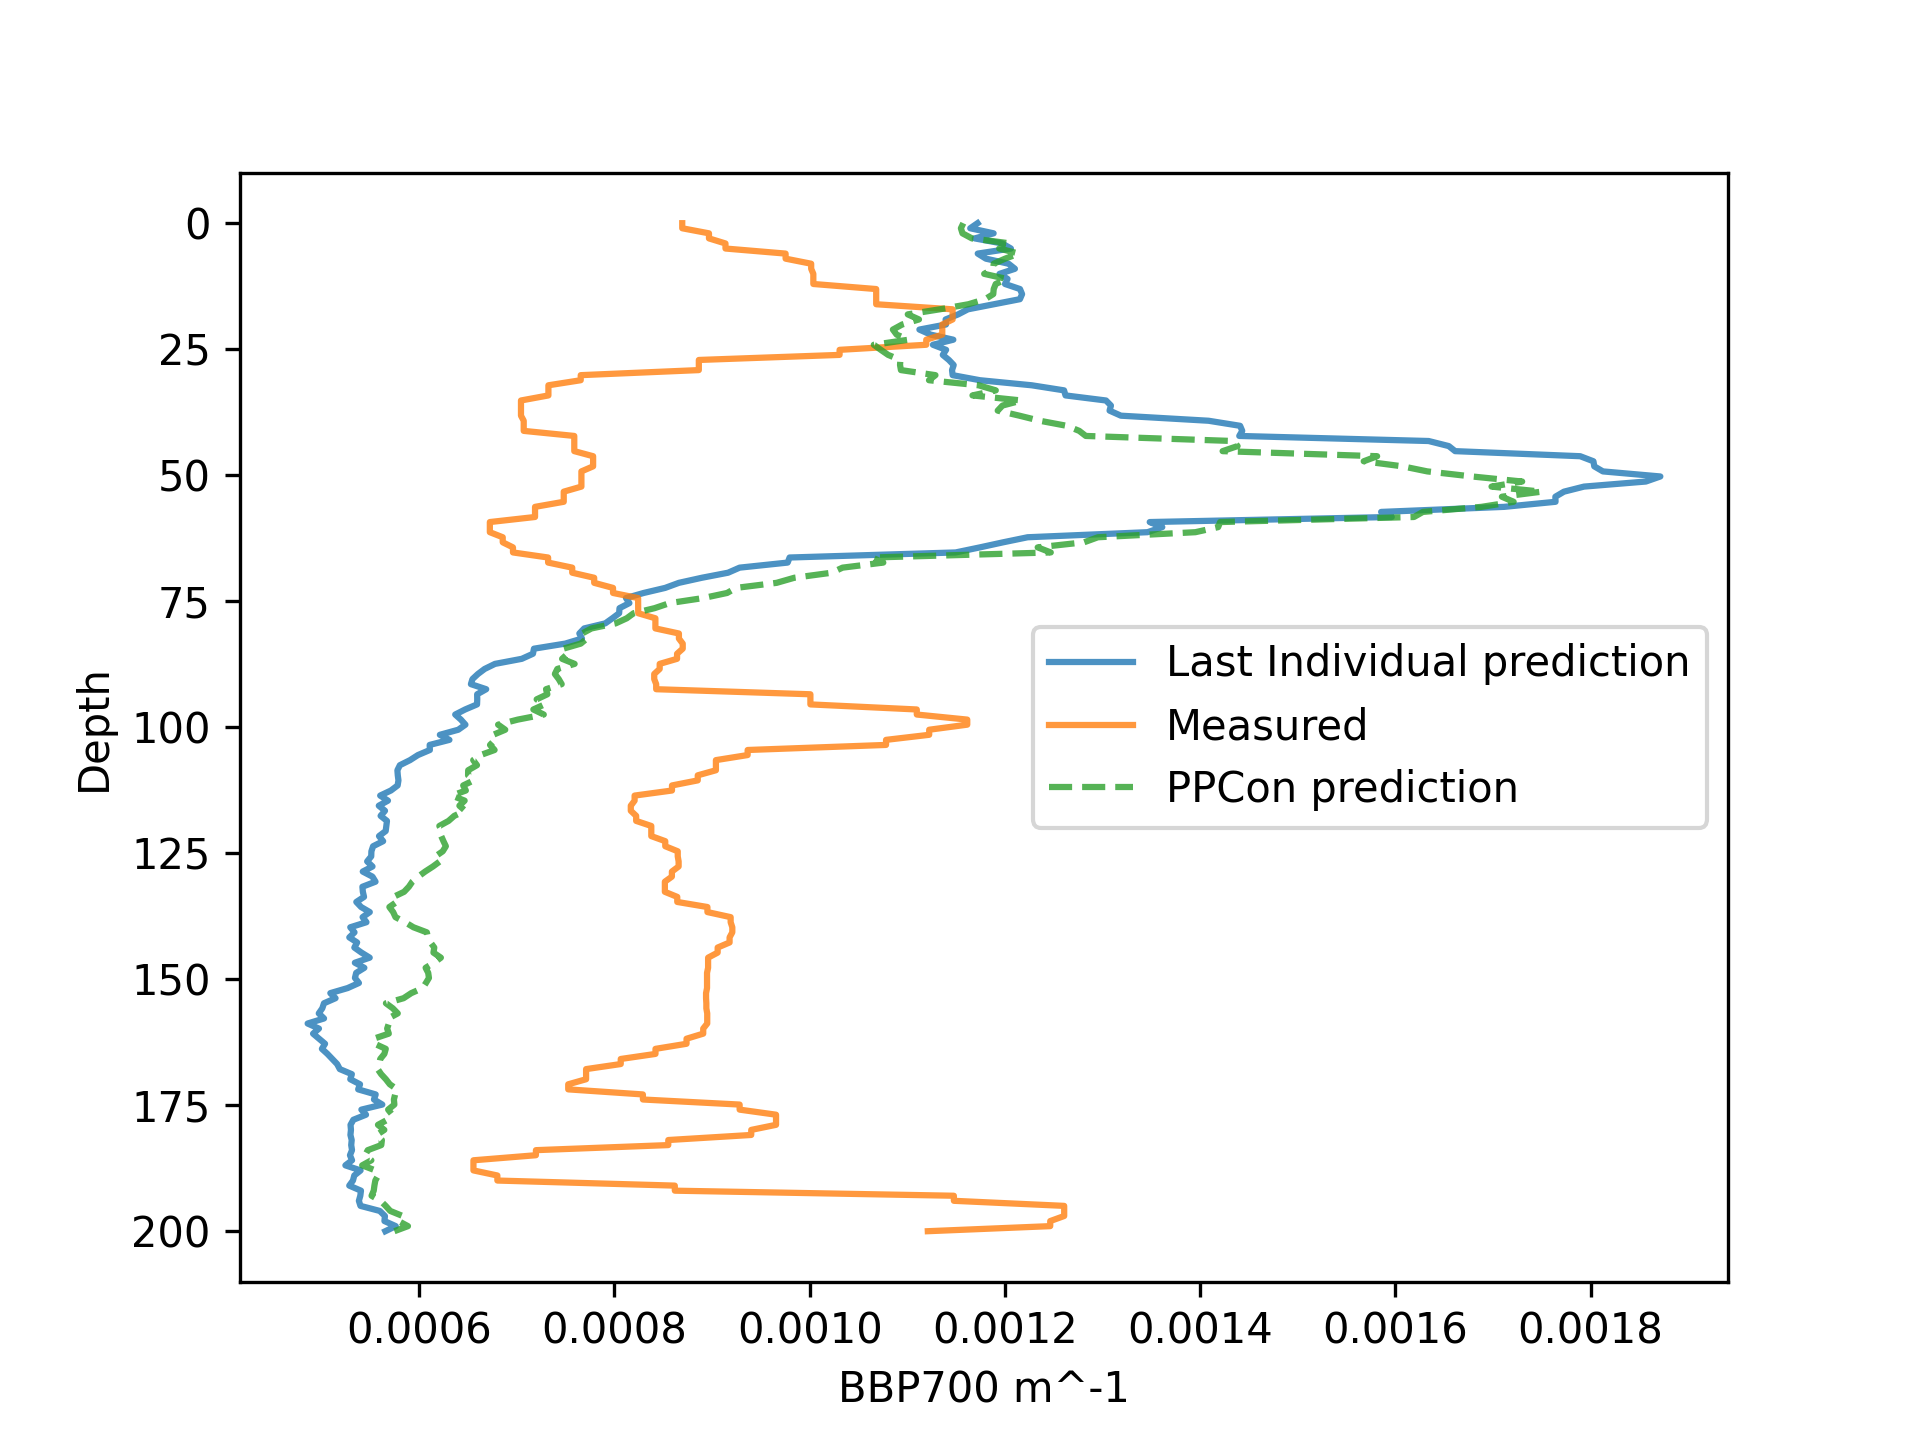 0
25
50
75
100
125
150
175
200
Depth
Last Individual prediction
Measured
PPCon prediction
0.0006 0.0008 0.0010 0.0012 0.0014 0.0016 0.0018
BBP700 m^-1